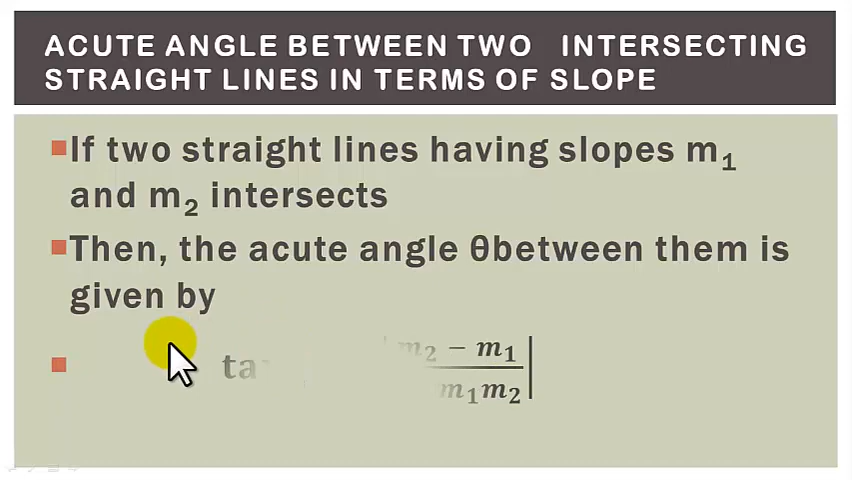 ACUTE ANGLE BETWEEN TWO INTERSECTING
STRAIGHT LINES IN TERMS OF SLOPE
If two straight lines having slopes m₁
and m₂ intersects
Then, the acute angle θbetween them is
given by
ta |m₂ − m₁ / m₁m₂|